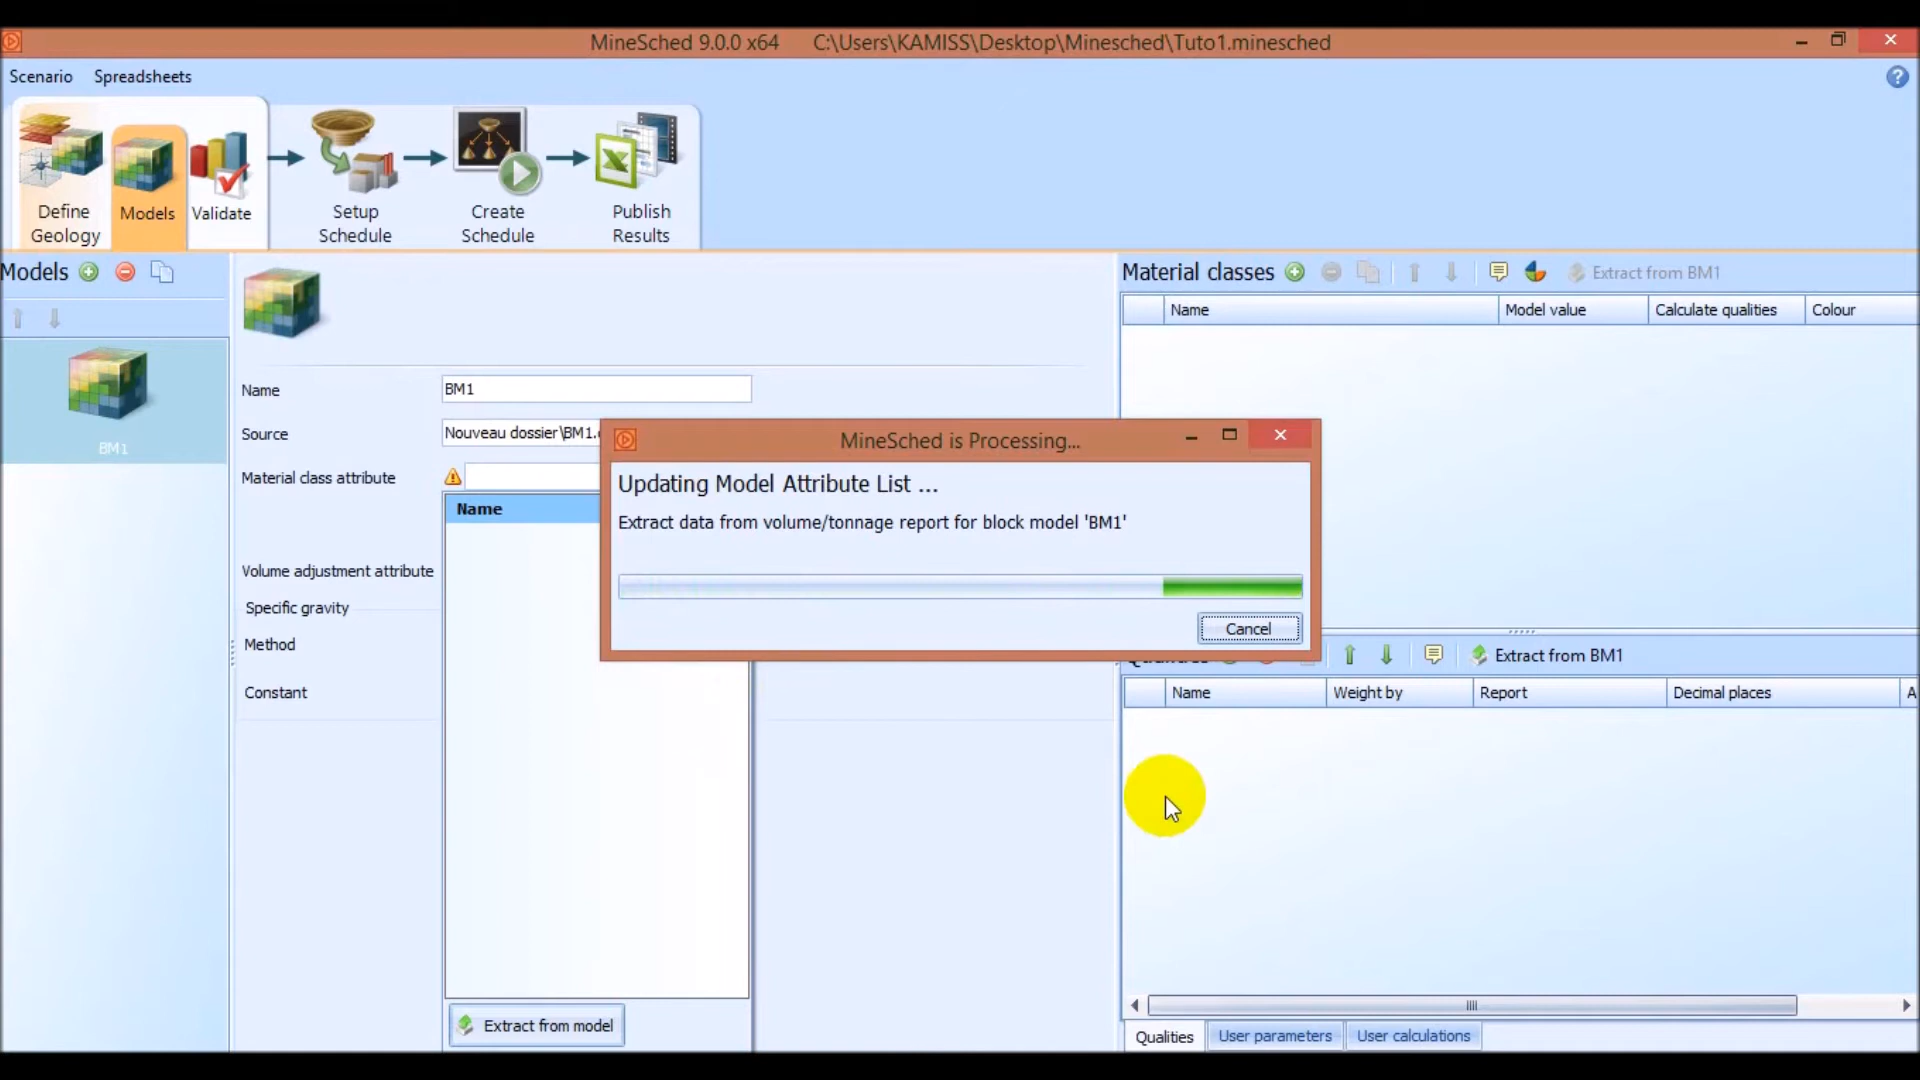 MineSched 9.0.0 x64 C:\Users\KAMISS\Desktop\Minesched\Tuto1.minesched
Scenario Spreadsheets
Define Geology
Models
Validate
Setup Schedule
Create Schedule
Publish Results
Models
BM1
Name BM1
Source Nouveau dossier\BM1.
Material class attribute
Name
Volume adjustment attribute
Specific gravity
Method
Constant
Extract from model
MineSched is Processing...
Updating Model Attribute List ...
Extract data from volume/tonnage report for block model 'BM1'
Cancel
Material classes Extract from BM1
Name Model value Calculate qualities Colour
Extract from BM1
Name Weight by Report Decimal places A
Qualities User parameters User calculations